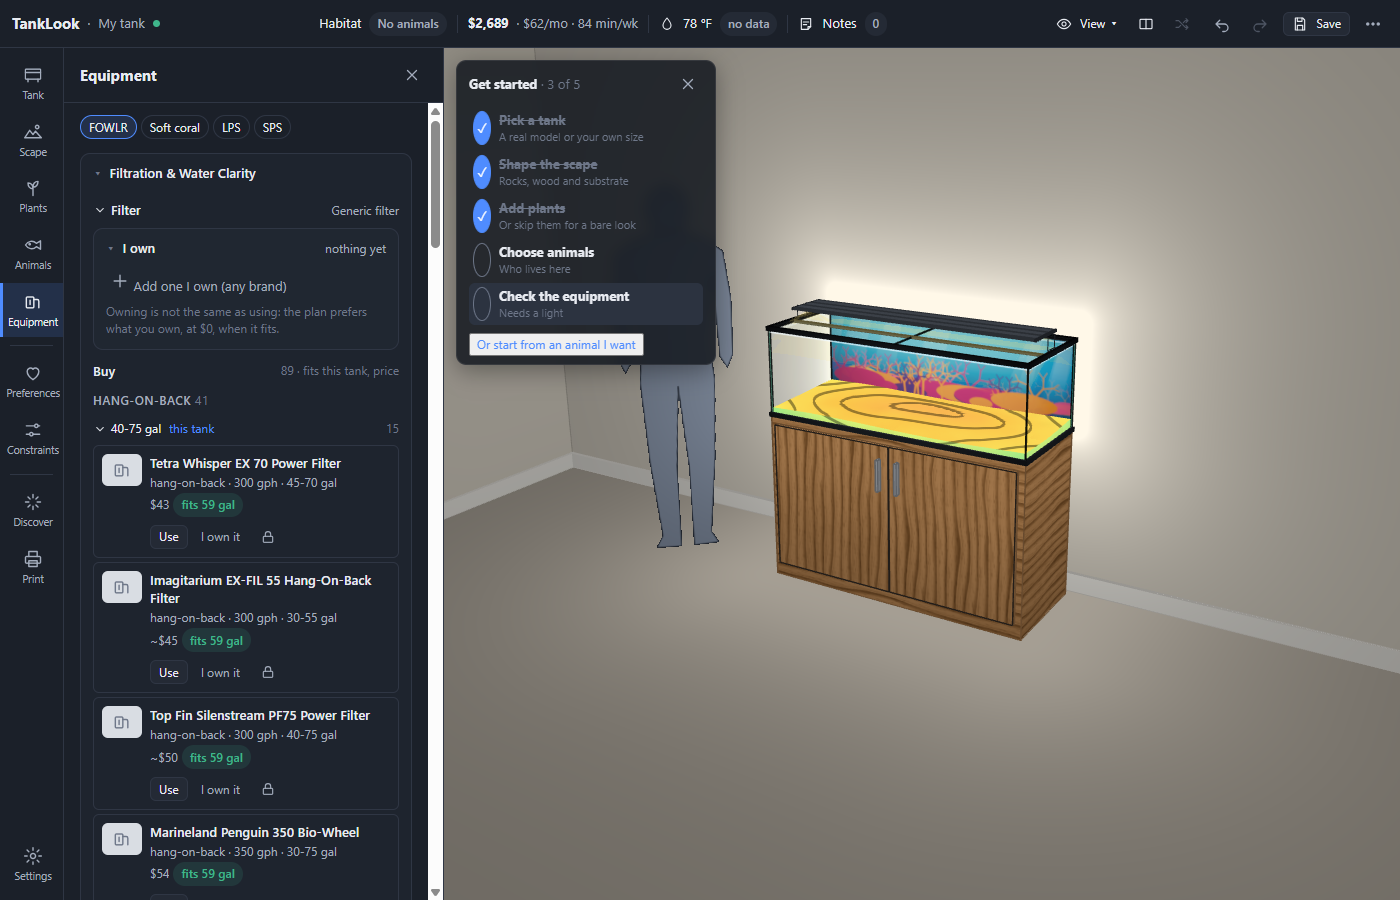 TankLook · My tank
Habitat No animals
$2,689 · $62/mo · 84 min/wk
78 °F no data
Notes 0
View
Save
Tank
Scape
Plants
Animals
Equipment
Preferences
Constraints
Discover
Print
Settings
Equipment
FOWLR Soft coral LPS SPS
Filtration & Water Clarity
Filter Generic filter
I own nothing yet
Add one I own (any brand)
Owning is not the same as using: the plan prefers
what you own, at $0, when it fits.
Buy 89 · fits this tank, price
HANG-ON-BACK 41
40-75 gal this tank 15
Tetra Whisper EX 70 Power Filter
hang-on-back · 300 gph · 45-70 gal
$43 fits 59 gal
Use I own it
Imagitarium EX-FIL 55 Hang-On-Back
Filter
hang-on-back · 300 gph · 30-55 gal
~$45 fits 59 gal
Use I own it
Top Fin Silenstream PF75 Power Filter
hang-on-back · 300 gph · 40-75 gal
~$50 fits 59 gal
Use I own it
Marineland Penguin 350 Bio-Wheel
hang-on-back · 350 gph · 30-75 gal
$54 fits 59 gal
Get started · 3 of 5
Pick a tank
A real model or your own size
Shape the scape
Rocks, wood and substrate
Add plants
Or skip them for a bare look
Choose animals
Who lives here
Check the equipment
Needs a light
Or start from an animal I want